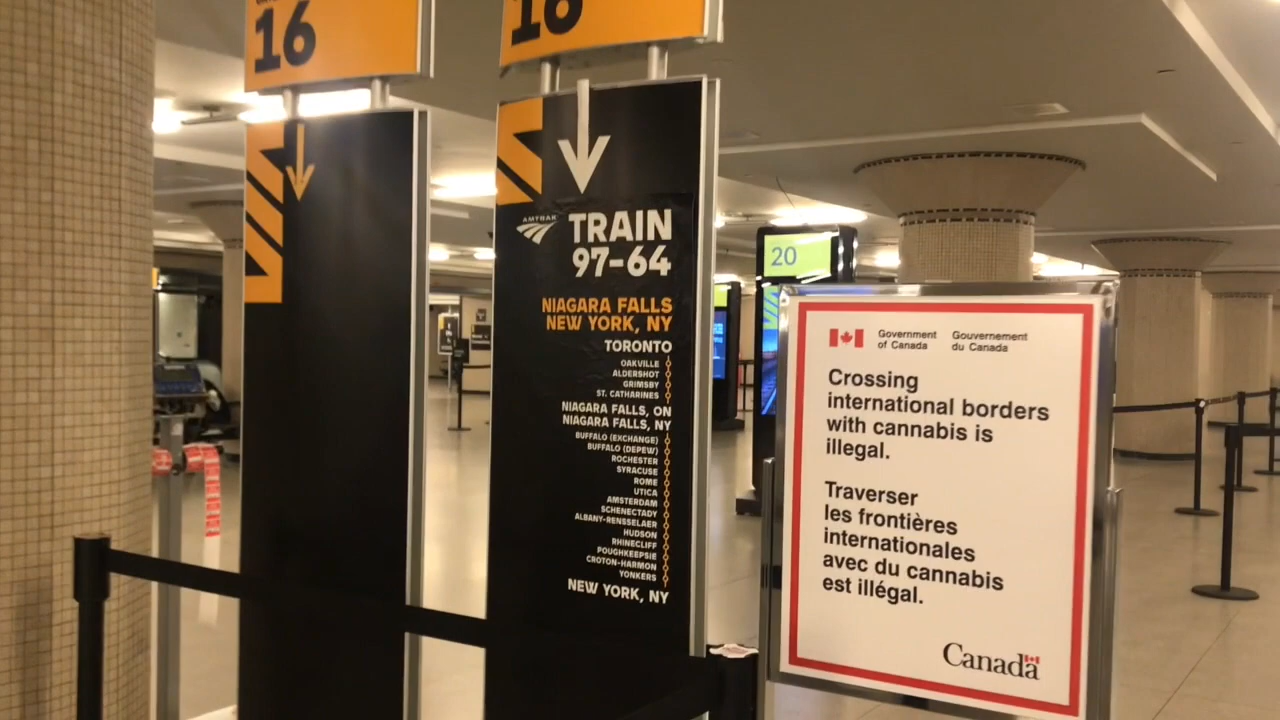 16
16
AMTRAK
TRAIN
97-64
NIAGARA FALLS
NEW YORK, NY
TORONTO
OAKVILLE
ALDERSHOT
GRIMSBY
ST. CATHARINES
NIAGARA FALLS, ON
NIAGARA FALLS, NY
BUFFALO (EXCHANGE)
BUFFALO (DEPEW)
ROCHESTER
SYRACUSE
ROME
UTICA
AMSTERDAM
SCHENECTADY
ALBANY-RENSSELAER
HUDSON
RHINECLIFF
POUGHKEEPSIE
CROTON-HARMON
YONKERS
NEW YORK, NY
20
Government
of Canada
Gouvernement
du Canada
Crossing
international borders
with cannabis is
illegal.
Traverser
les frontières
internationales
avec du cannabis
est illégal.
Canada